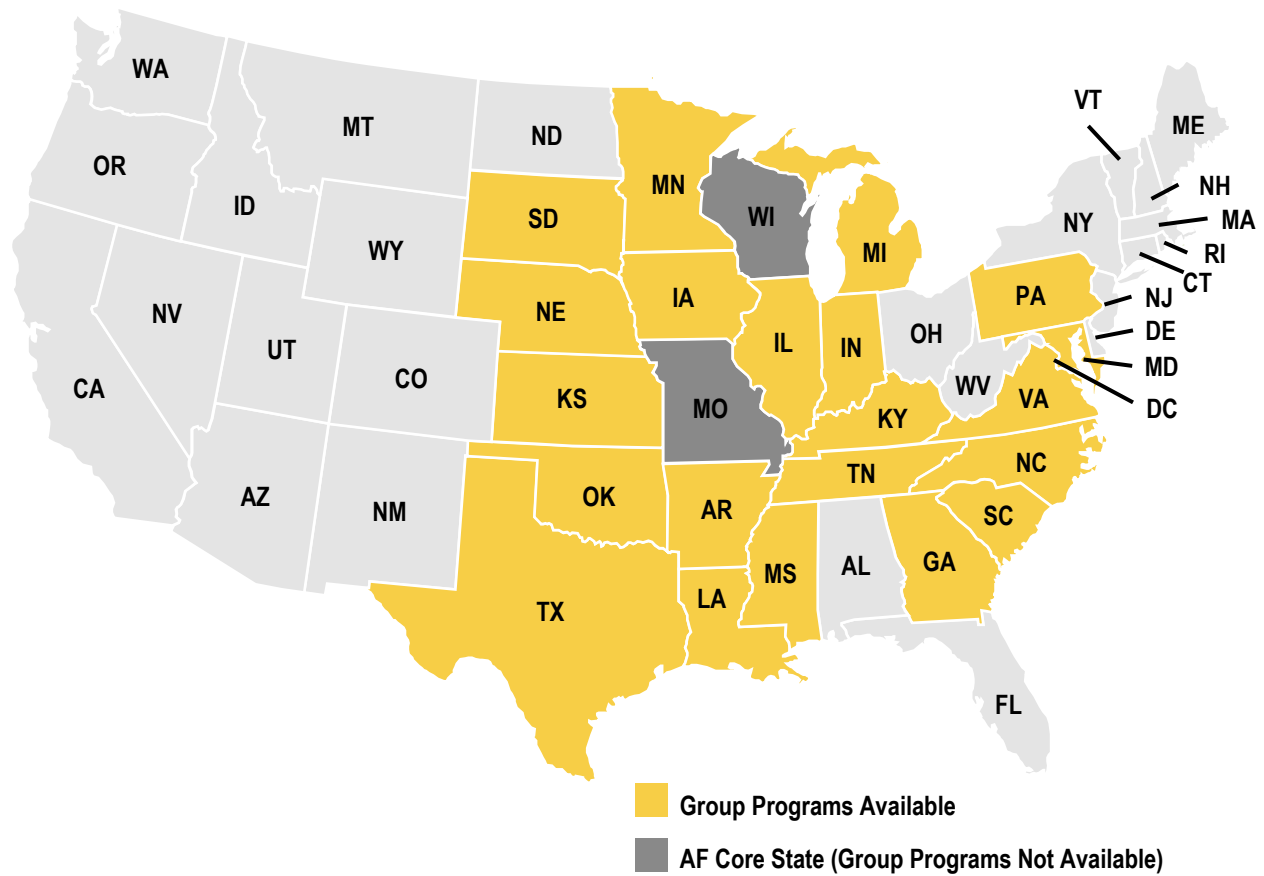 WA
OR
CA
NV
ID
MT
WY
UT
AZ
CO
NM
ND
SD
NE
KS
OK
TX
MN
IA
MO
AR
LA
WI
IL
MS
MI
IN
KY
TN
AL
OH
WV
GA
FL
SC
NC
VA
PA
NY
VT
ME
NH
MA
RI
CT
NJ
DE
MD
DC
Group Programs Available
AF Core State (Group Programs Not Available)